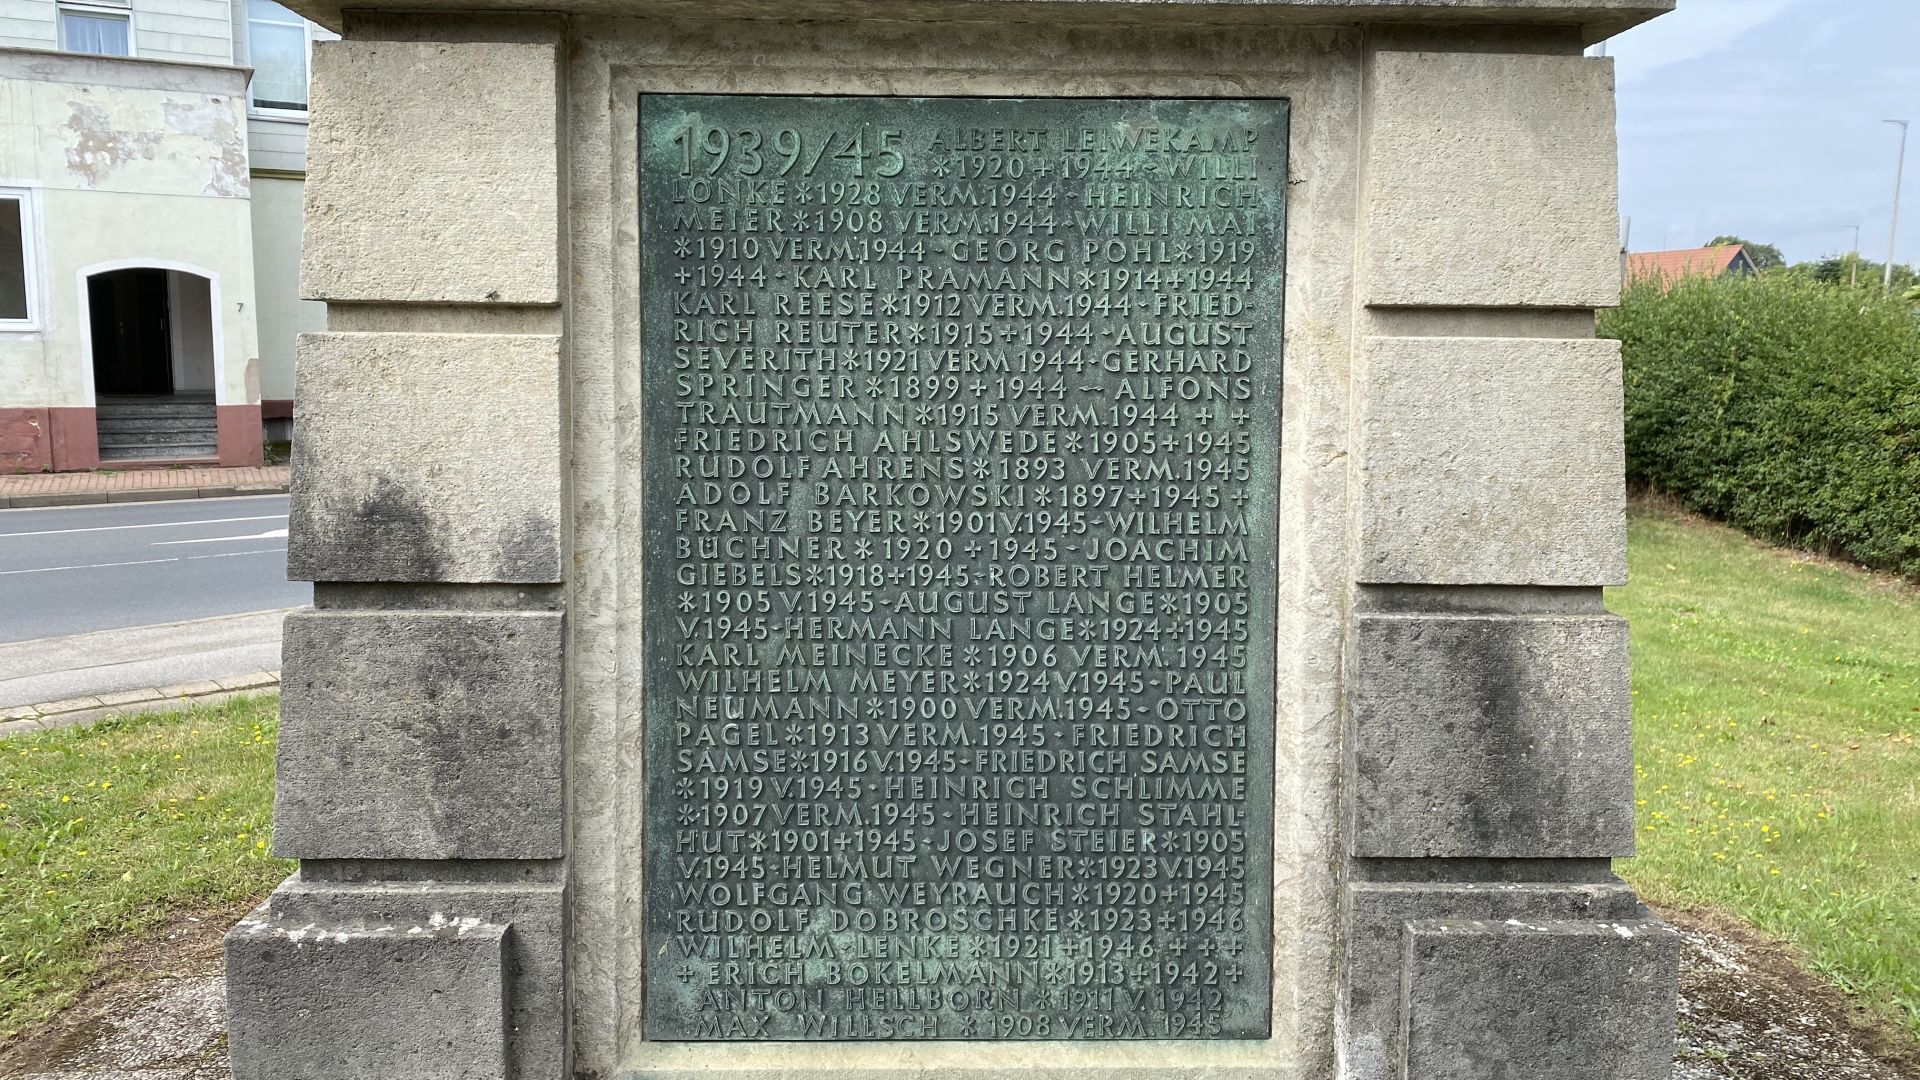 1939/45 ALBERT LEIWEKAMP
*1920+1944-WILLI
LONKE*1928 VERM.1944-HEINRICH
MEIER*1908 VERM.1944-WILLI MAI
*1910 VERM.1944-GEORG POHL*1919
+1944-KARL PRAMANN*1914+1944
KARL REESE*1912 VERM.1944-FRIED-
RICH REUTER*1915+1944-AUGUST
SEVERITH*1921 VERM 1944-GERHARD
SPRINGER*1899+1944-ALFONS
TRAUTMANN*1915 VERM.1944 + +
FRIEDRICH AHLSWEDE*1905+1945
RUDOLF AHRENS*1893 VERM.1945
ADOLF BARKOWSKI*1897+1945+
FRANZ BEYER*1901 V.1945-WILHELM
BÜCHNER*1920+1945-JOACHIM
GIEBELS*1918+1945-ROBERT HELMER
*1905 V.1945-AUGUST LANGE*1905
V.1945-HERMANN LANGE*1924+1945
KARL MEINECKE*1906 VERM.1945
WILHELM MEYER*1924 V.1945-PAUL
NEUMANN*1900 VERM.1945-OTTO
PAGEL*1913 VERM.1945-FRIEDRICH
SAMSE*1916 V.1945-FRIEDRICH SAMSE
*1919 V.1945-HEINRICH SCHLIMME
*1907 VERM.1945-HEINRICH STAHL-
HUT*1901+1945-JOSEF STEIER*1905
V.1945-HELMUT WEGNER*1923 V.1945
WOLFGANG WEYRAUCH*1920+1945
RUDOLF DOBROSCHKE*1923+1946
WILHELM LENKE*1921+1946 + + +
+ ERICH BOKELMANN*1913+1942+
ANTON HELLBORN *1911 V. 1942
MAX WILLSCH *1908 VERM. 1945
7